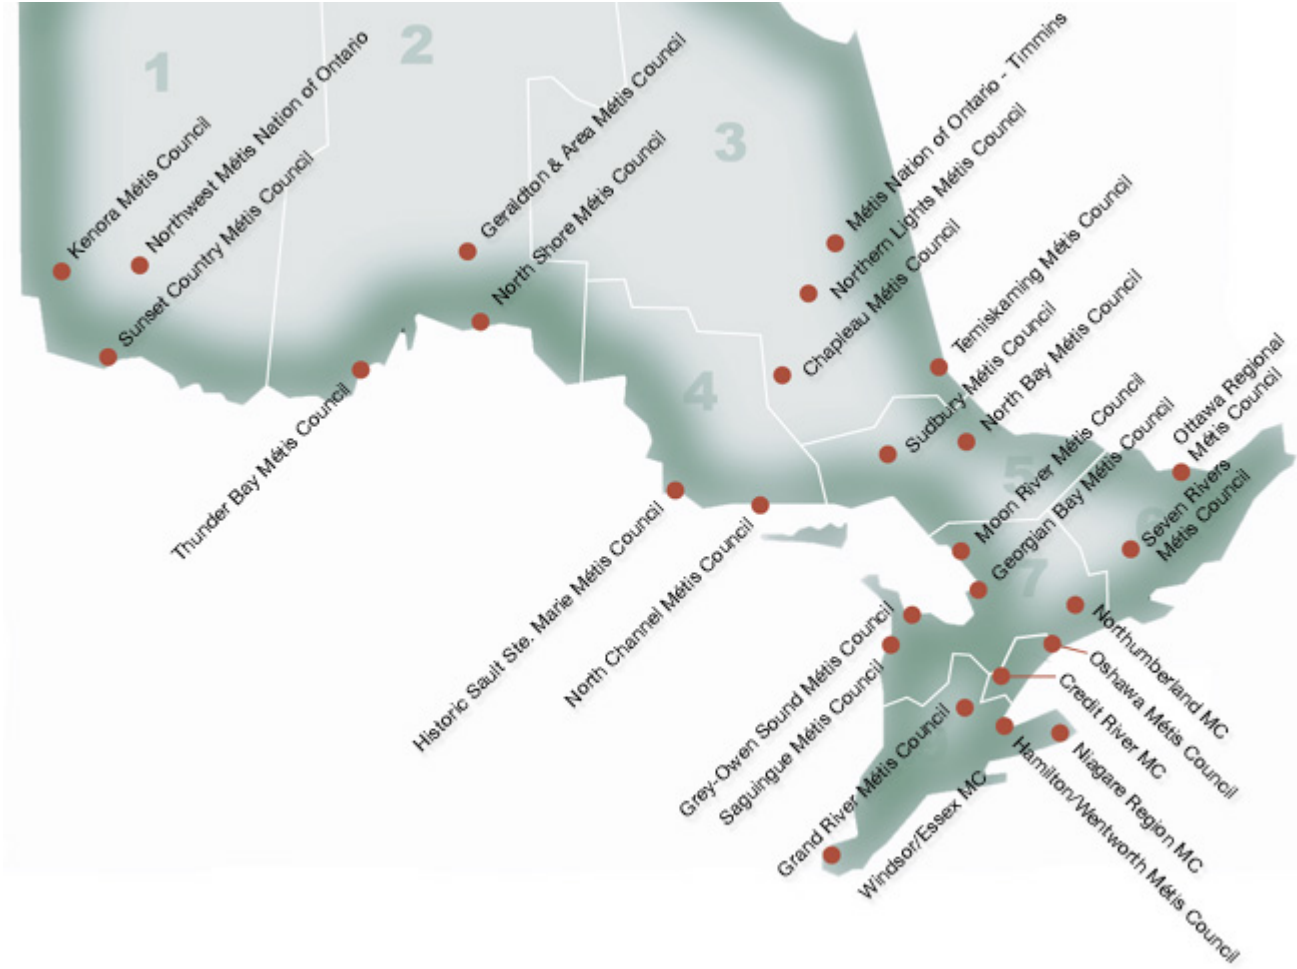 1
2
3
4
5
6
7
9
Kenora Métis Council
Northwest Métis Nation of Ontario
Sunset Country Métis Council
Thunder Bay Métis Council
Geraldton & Area Métis Council
North Shore Métis Council
Métis Nation of Ontario - Timmins
Northern Lights Métis Council
Chapleau Métis Council
Temiskaming Métis Council
Sudbury Métis Council
North Bay Métis Council
Ottawa Regional
Métis Council
Seven Rivers
Métis Council
Moon River Métis Council
Georgian Bay Métis Council
Historic Sault Ste. Marie Métis Council
North Channel Métis Council
Grey-Owen Sound Métis Council
Saguingue Métis Council
Northumberland MC
Oshawa Métis Council
Credit River MC
Grand River Métis Council
Niagare Region MC
Hamilton/Wentworth Métis Council
Windsor/Essex MC